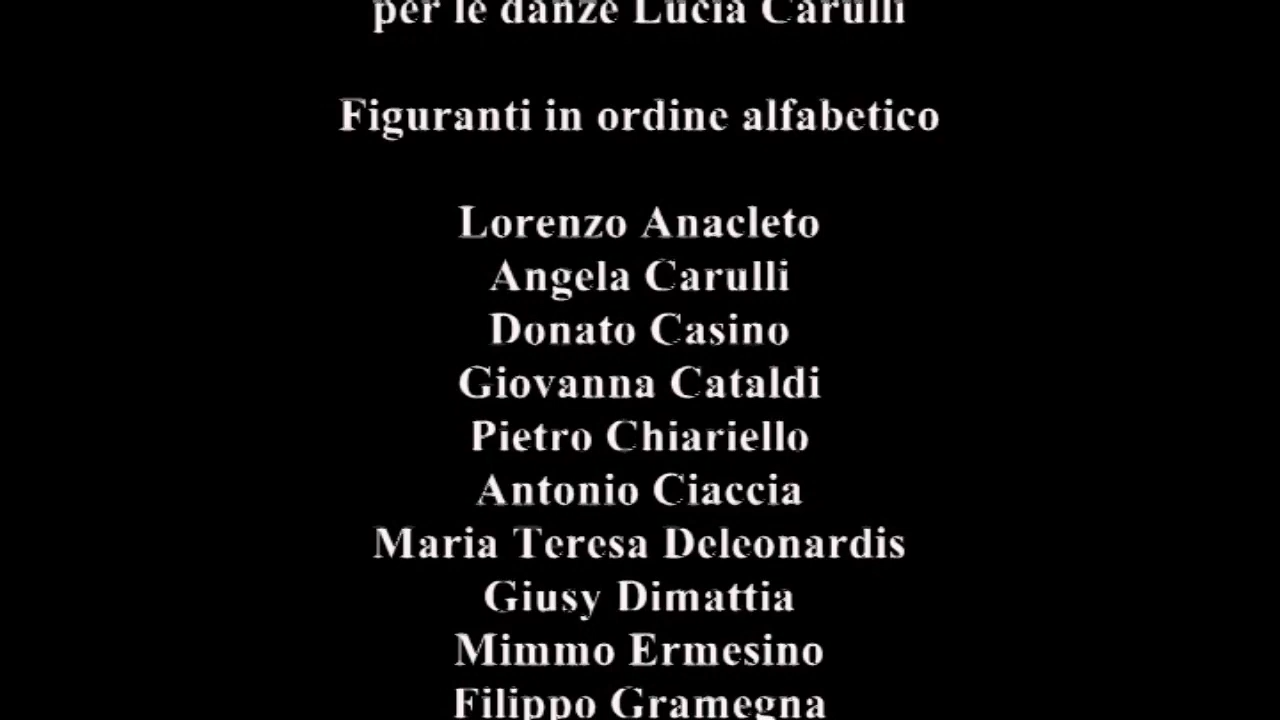 per le danze Lucia Carulli
Figuranti in ordine alfabetico
Lorenzo Anacleto
Angela Carulli
Donato Casino
Giovanna Cataldi
Pietro Chiariello
Antonio Ciaccia
Maria Teresa Deleonardis
Giusy Dimattia
Mimmo Ermesino
Filippo Gramegna